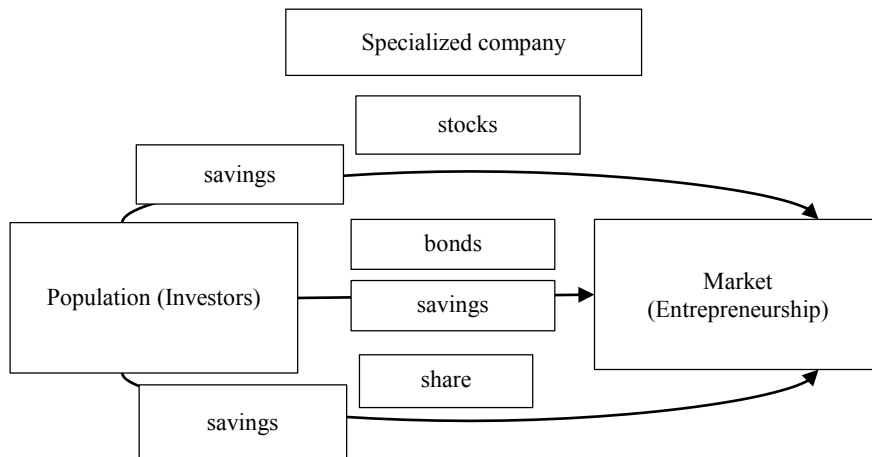 Specialized company
stocks
savings
bonds
Population (Investors)
savings
Market
(Entrepreneurship)
share
savings